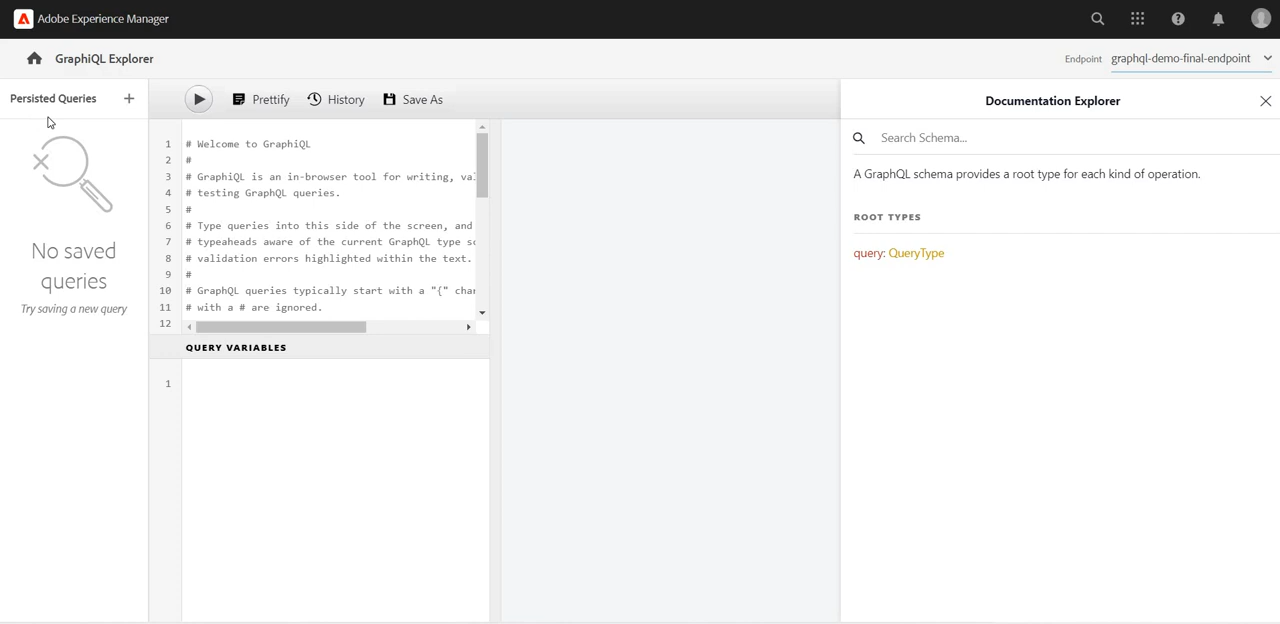 Adobe Experience Manager
GraphiQL Explorer
Endpoint graphql-demo-final-endpoint
Persisted Queries +
No saved
queries
Try saving a new query
Prettify History Save As
1 # Welcome to GraphiQL
2 #
3 # GraphiQL is an in-browser tool for writing,
4 # testing GraphQL queries.
5 #
6 # Type queries into this side of the screen, and
7 # typeaheads aware of the current GraphQL type
8 # validation errors highlighted within the text.
9 #
10 # GraphQL queries typically start with a "{"
11 # with a # are ignored.
12
QUERY VARIABLES
1
Documentation Explorer
Search Schema...
A GraphQL schema provides a root type for each kind of operation.
ROOT TYPES
query: QueryType